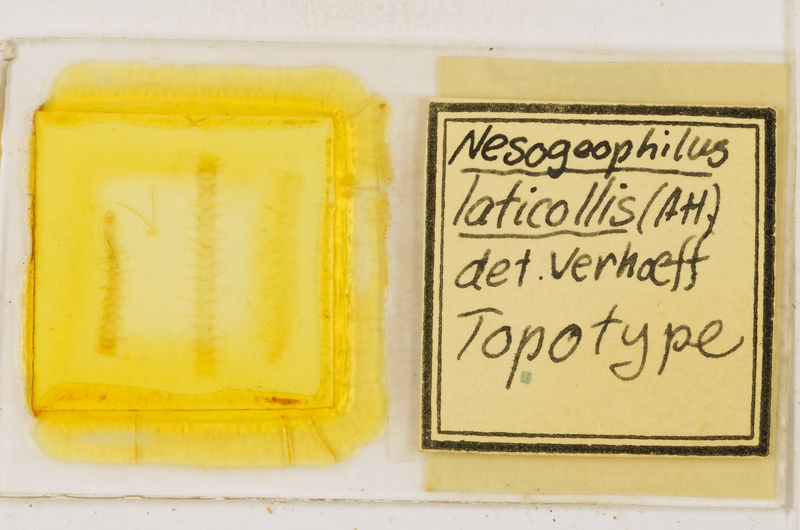 Nesogeophilus
laticollis (AH)
det. Verhoeff
Topotype